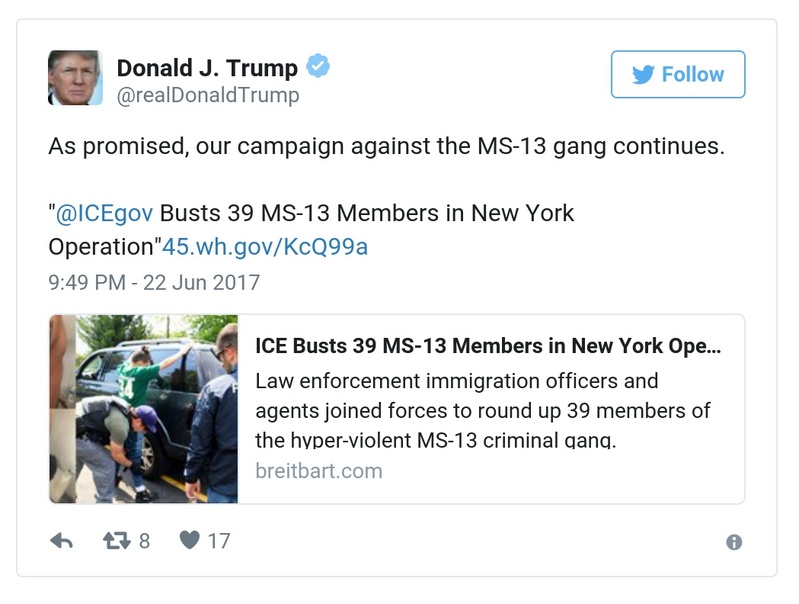 Donald J. Trump
@realDonaldTrump
Follow
As promised, our campaign against the MS-13 gang continues.
"@ICEgov Busts 39 MS-13 Members in New York
Operation"45.wh.gov/KcQ99a
9:49 PM - 22 Jun 2017
ICE Busts 39 MS-13 Members in New York Ope...
Law enforcement immigration officers and
agents joined forces to round up 39 members of
the hyper-violent MS-13 criminal gang.
breitbart.com
8 17